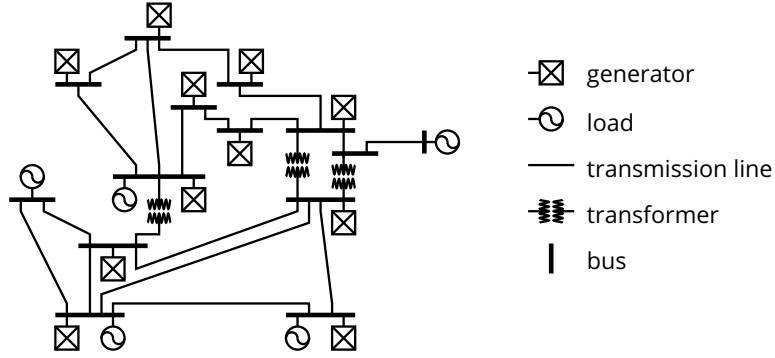 generator
load
transmission line
transformer
bus